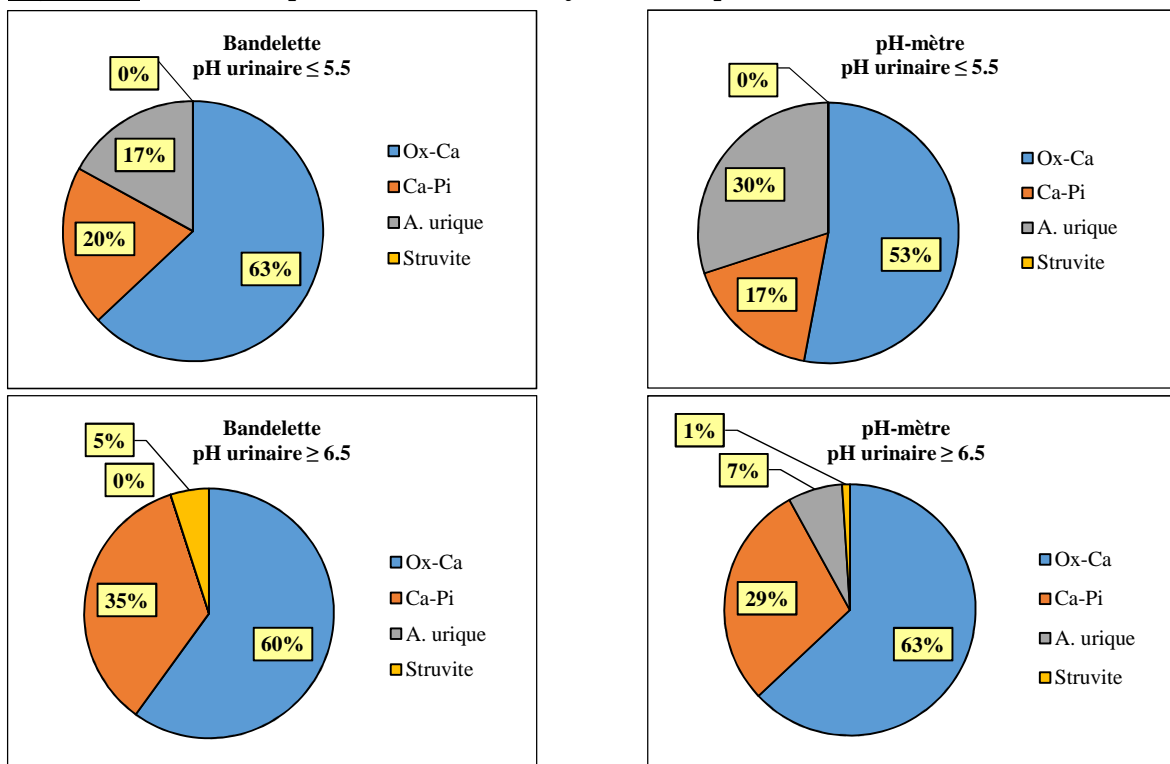 Bandelette
pH urinaire ≤ 5.5
0%
17%
20%
63%
Ox-Ca
Ca-Pi
A. urique
Struvite
pH-mètre
pH urinaire ≤ 5.5
0%
30%
17%
53%
Ox-Ca
Ca-Pi
A. urique
Struvite
Bandelette
pH urinaire ≥ 6.5
5%
0%
35%
60%
Ox-Ca
Ca-Pi
A. urique
Struvite
pH-mètre
pH urinaire ≥ 6.5
1%
7%
29%
63%
Ox-Ca
Ca-Pi
A. urique
Struvite